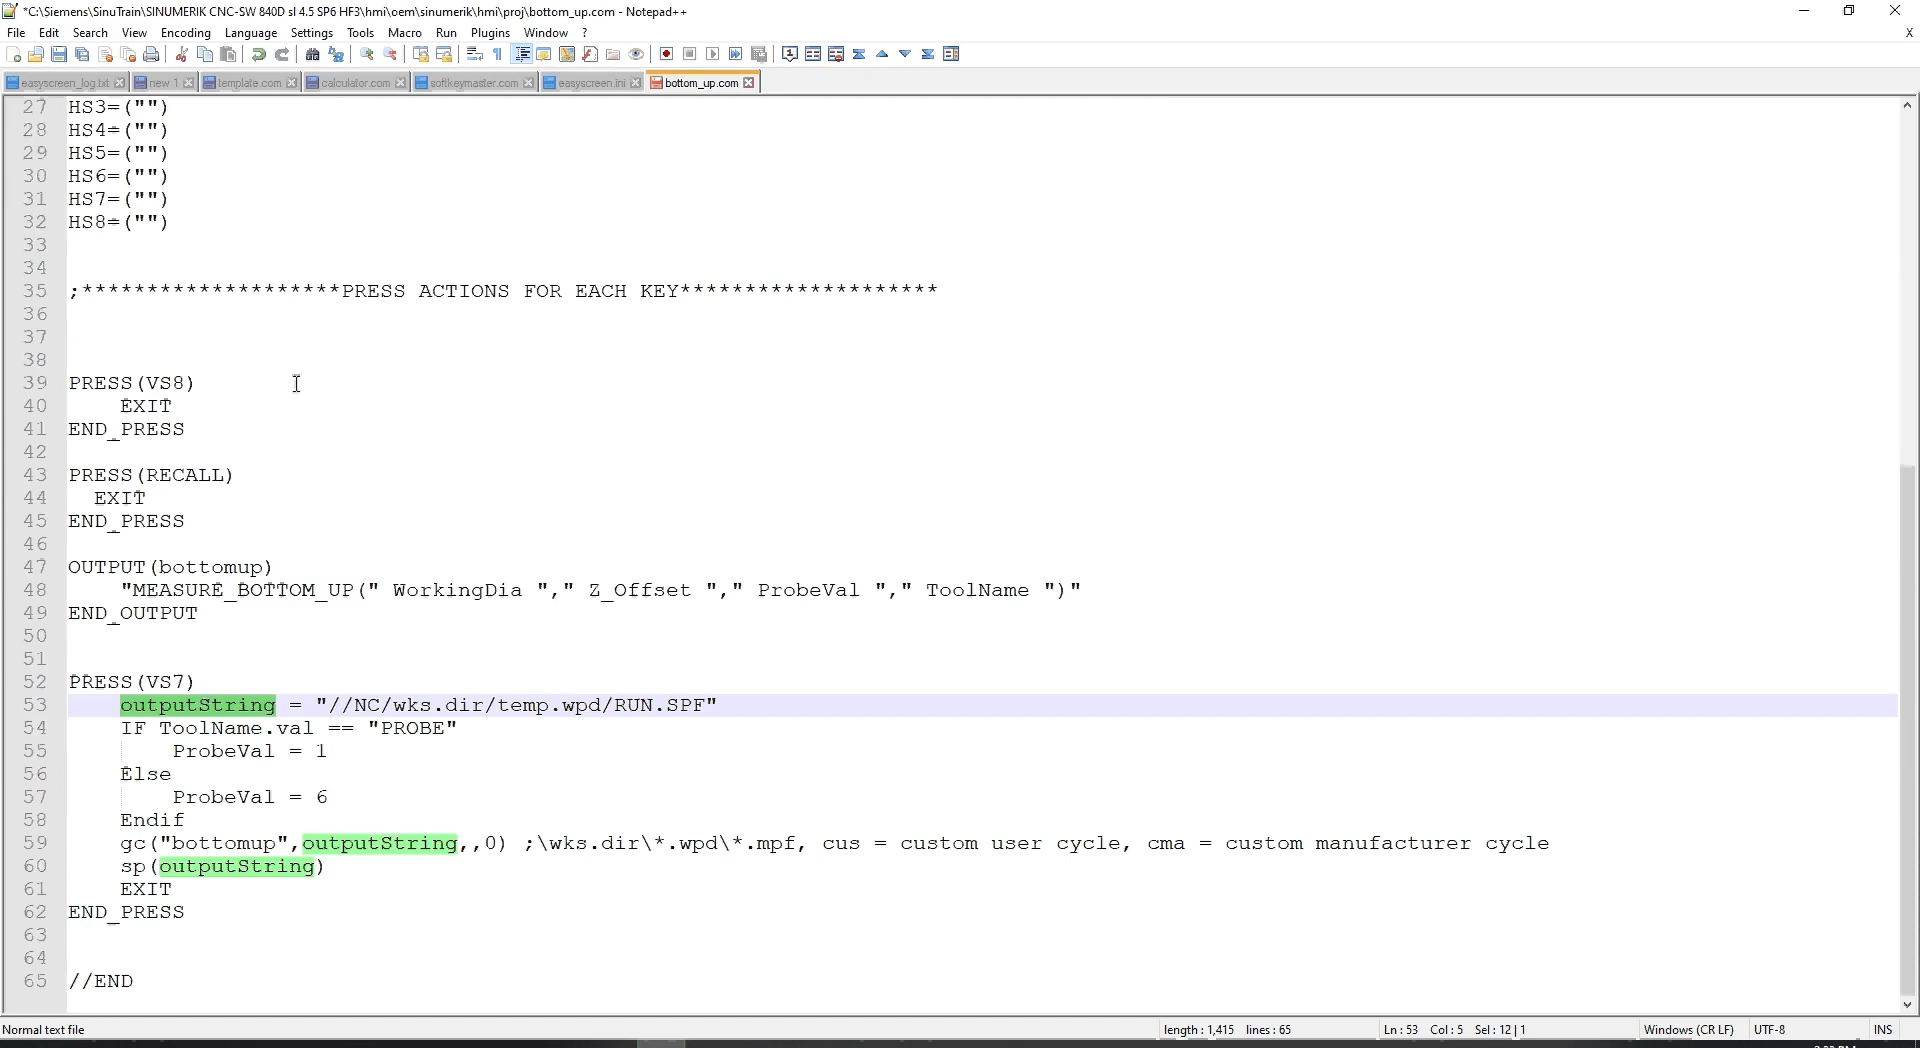 *C:\Siemens\SinuTrain\SINUMERIK CNC-SW 840D sl 4.5 SP6 HF3\hmi\oem\sinumerik\hmi\proj\bottom_up.com - Notepad++
File Edit Search View Encoding Language Settings Tools Macro Run Plugins Window ? X
easyscreen_log.txt new 1 template.com calculator.com softkeymaster.com easyscreen.ini bottom_up.com
27 HS3=("")
28 HS4=("")
29 HS5=("")
30 HS6=("")
31 HS7=("")
32 HS8=("")
33
34
35 ;********************PRESS ACTIONS FOR EACH KEY********************
36
37
38
39 PRESS(VS8)
40 EXIT
41 END_PRESS
42
43 PRESS(RECALL)
44 EXIT
45 END_PRESS
46
47 OUTPUT(bottomup)
48 "MEASURE_BOTTOM_UP(" WorkingDia "," Z_Offset "," ProbeVal "," ToolName ")"
49 END_OUTPUT
50
51
52 PRESS(VS7)
53 outputString = "//NC/wks.dir/temp.wpd/RUN.SPF"
54 IF ToolName.val == "PROBE"
55 ProbeVal = 1
56 Else
57 ProbeVal = 6
58 Endif
59 gc("bottomup",outputString,,0) ;\wks.dir\*.wpd\*.mpf, cus = custom user cycle, cma = custom manufacturer cycle
60 sp(outputString)
61 EXIT
62 END_PRESS
63
64
65 //END
Normal text file length : 1,415 lines : 65 Ln : 53 Col : 5 Sel : 12 | 1 Windows (CR LF) UTF-8 INS